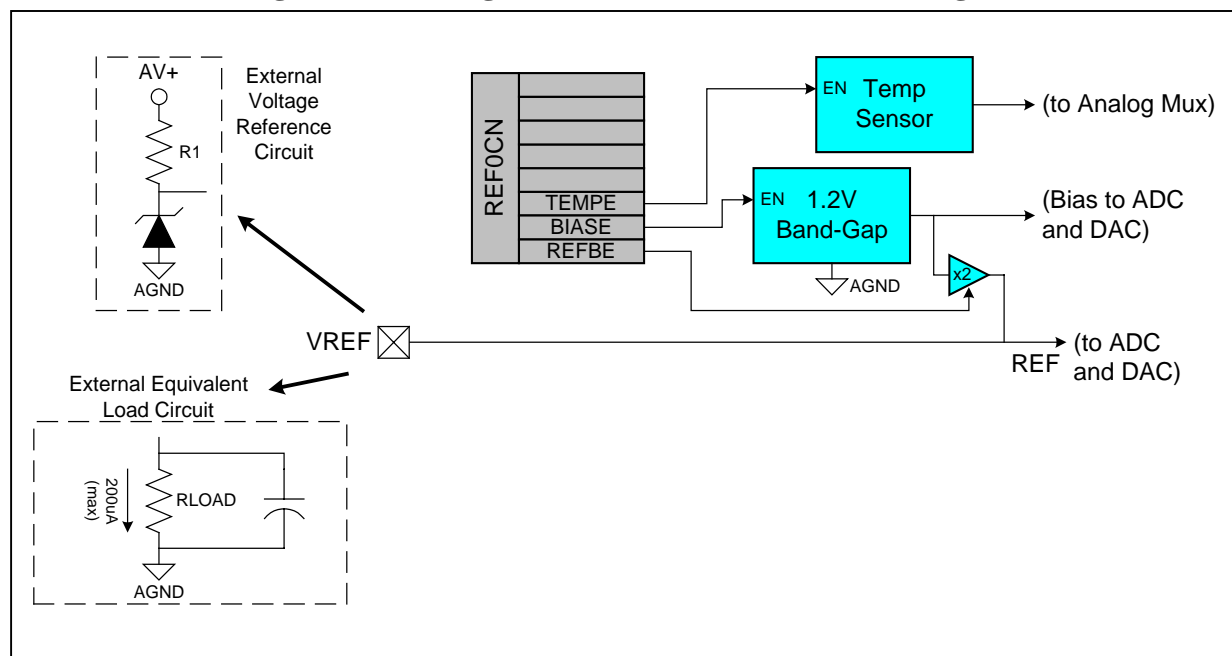 AV+
R1
AGND
External
Voltage
Reference
Circuit
REF0CN
TEMPE
BIASE
REFBE
EN
Temp
Sensor
(to Analog Mux)
EN
1.2V
Band-Gap
AGND
(Bias to ADC
and DAC)
x2
VREF
REF
(to ADC
and DAC)
External Equivalent
Load Circuit
200uA
(max)
RLOAD
AGND